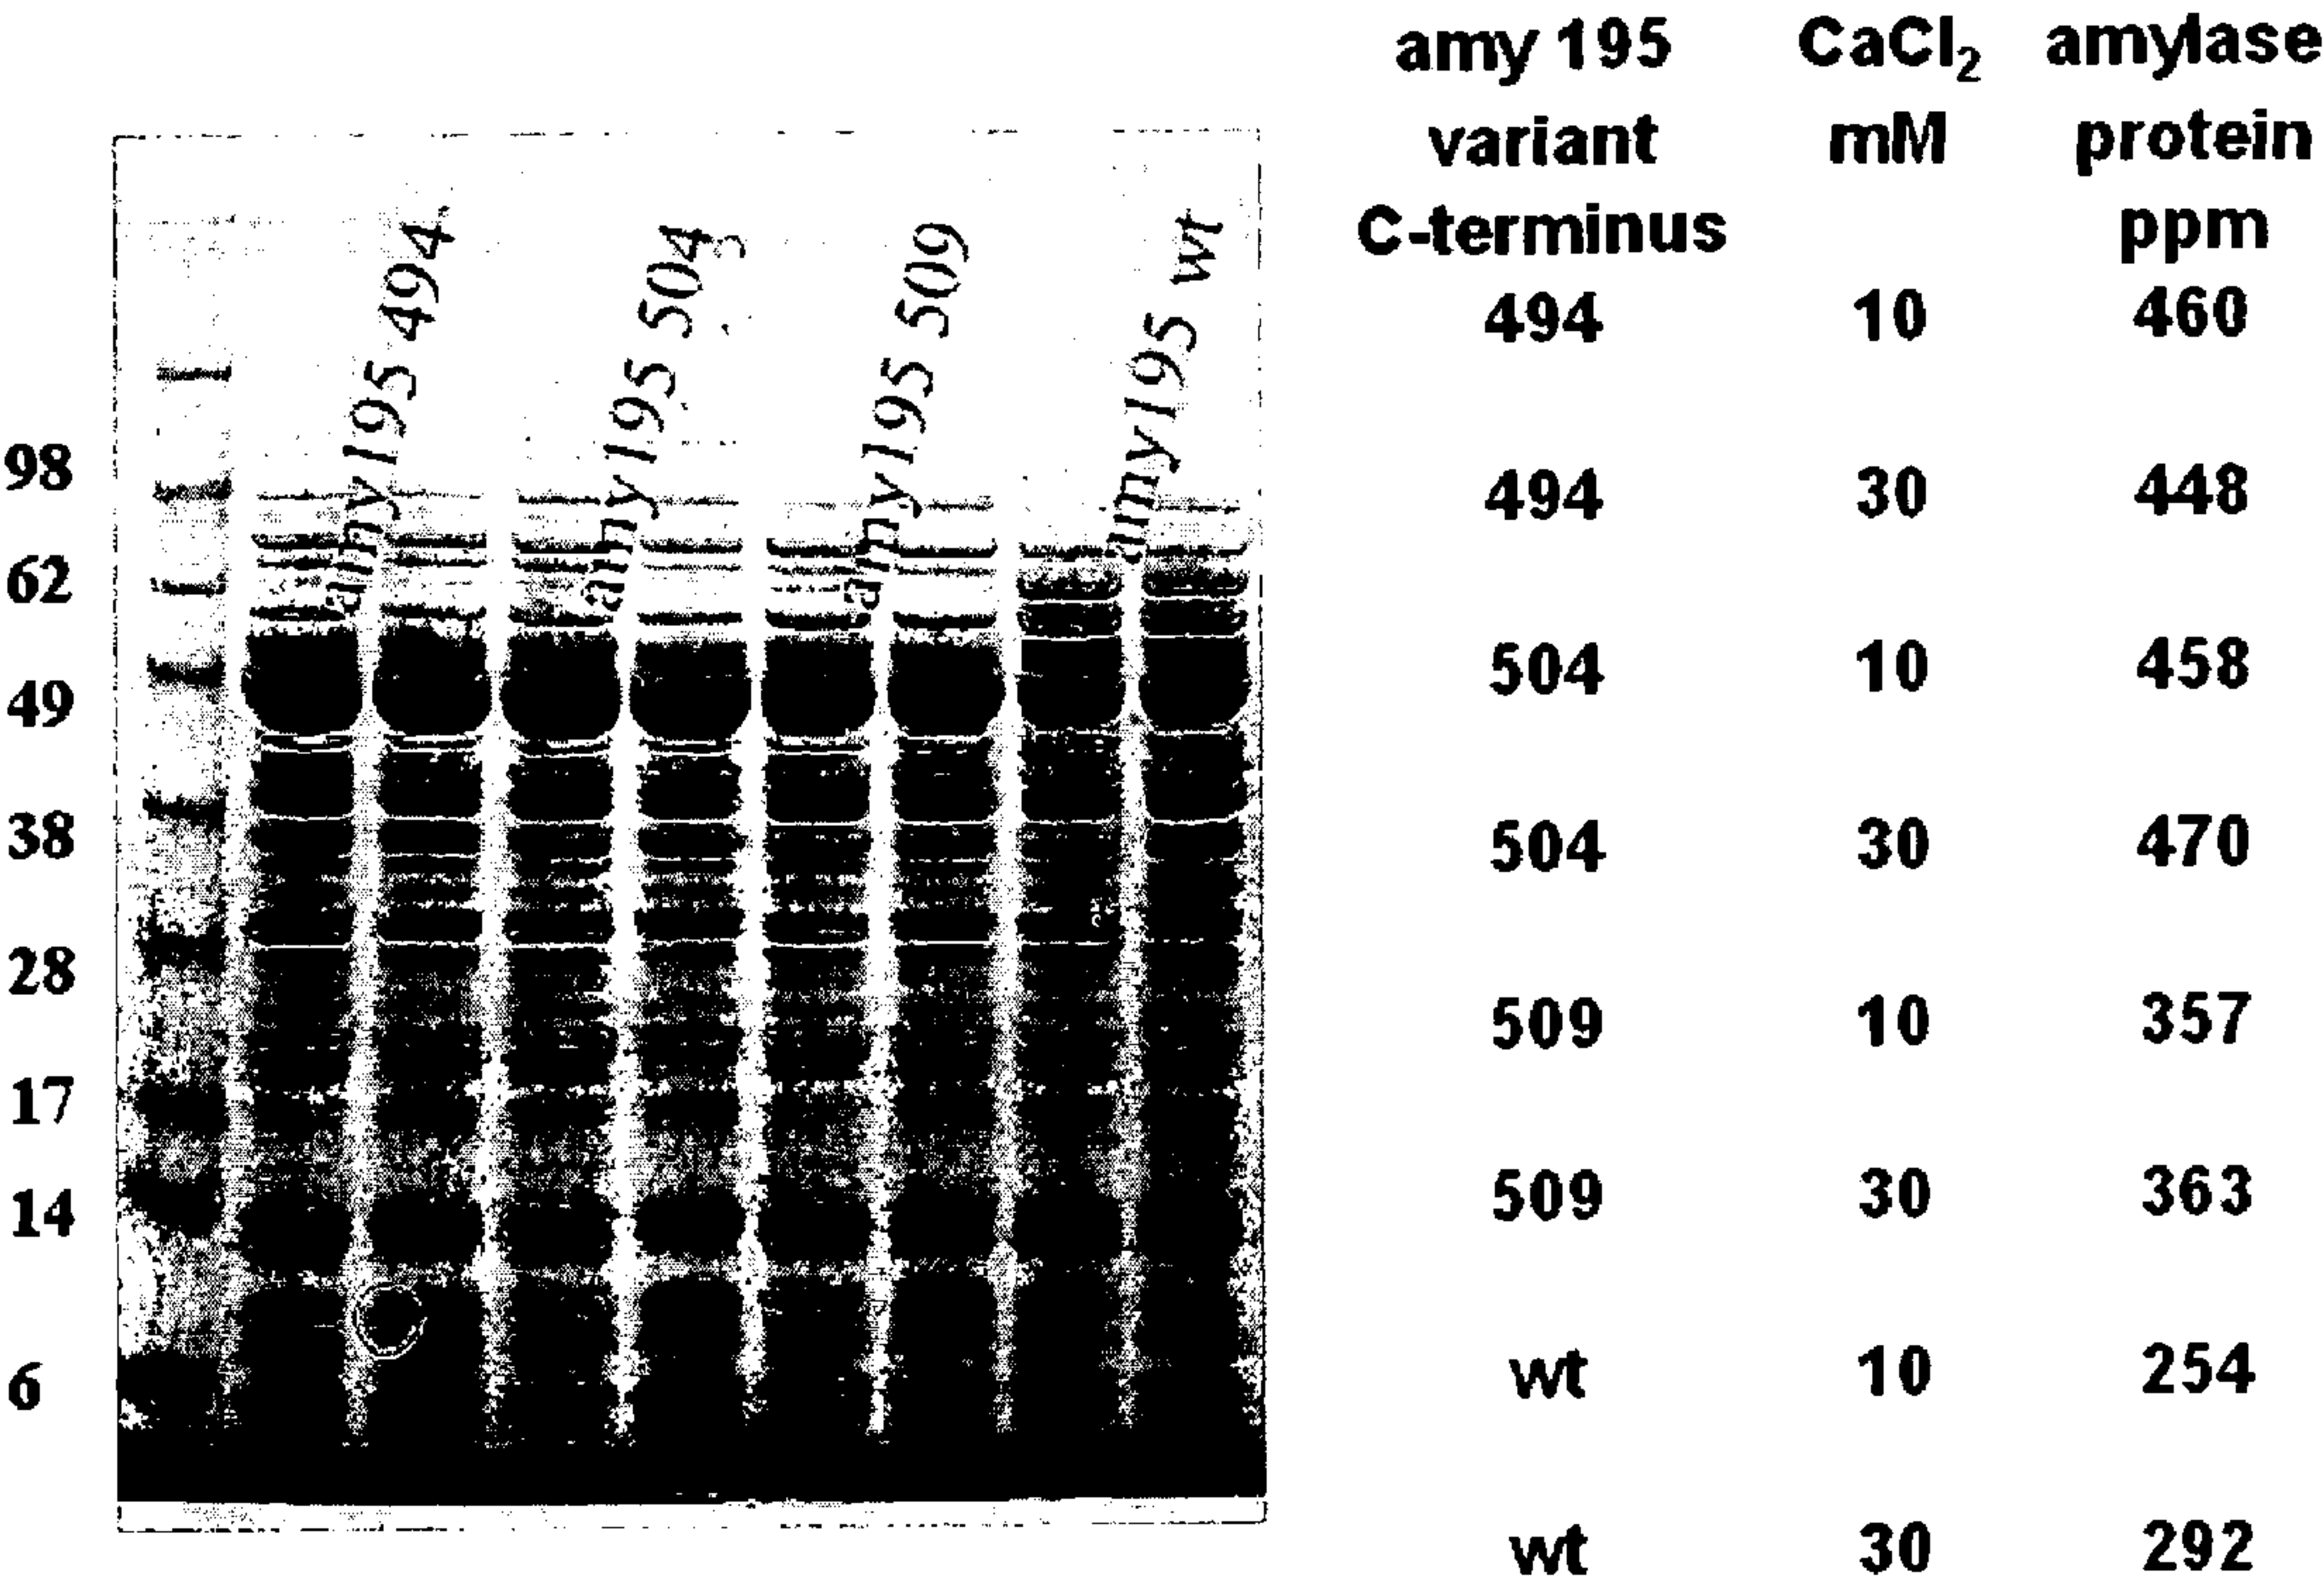 amy195 494
amy195 504
amy195 509
amy195 wt
98
62
49
38
28
17
14
6
amy 195 CaCl₂ amylase
variant mM protein
C-terminus ppm
494 10 460
494 30 448
504 10 458
504 30 470
509 10 357
509 30 363
wt 10 254
wt 30 292